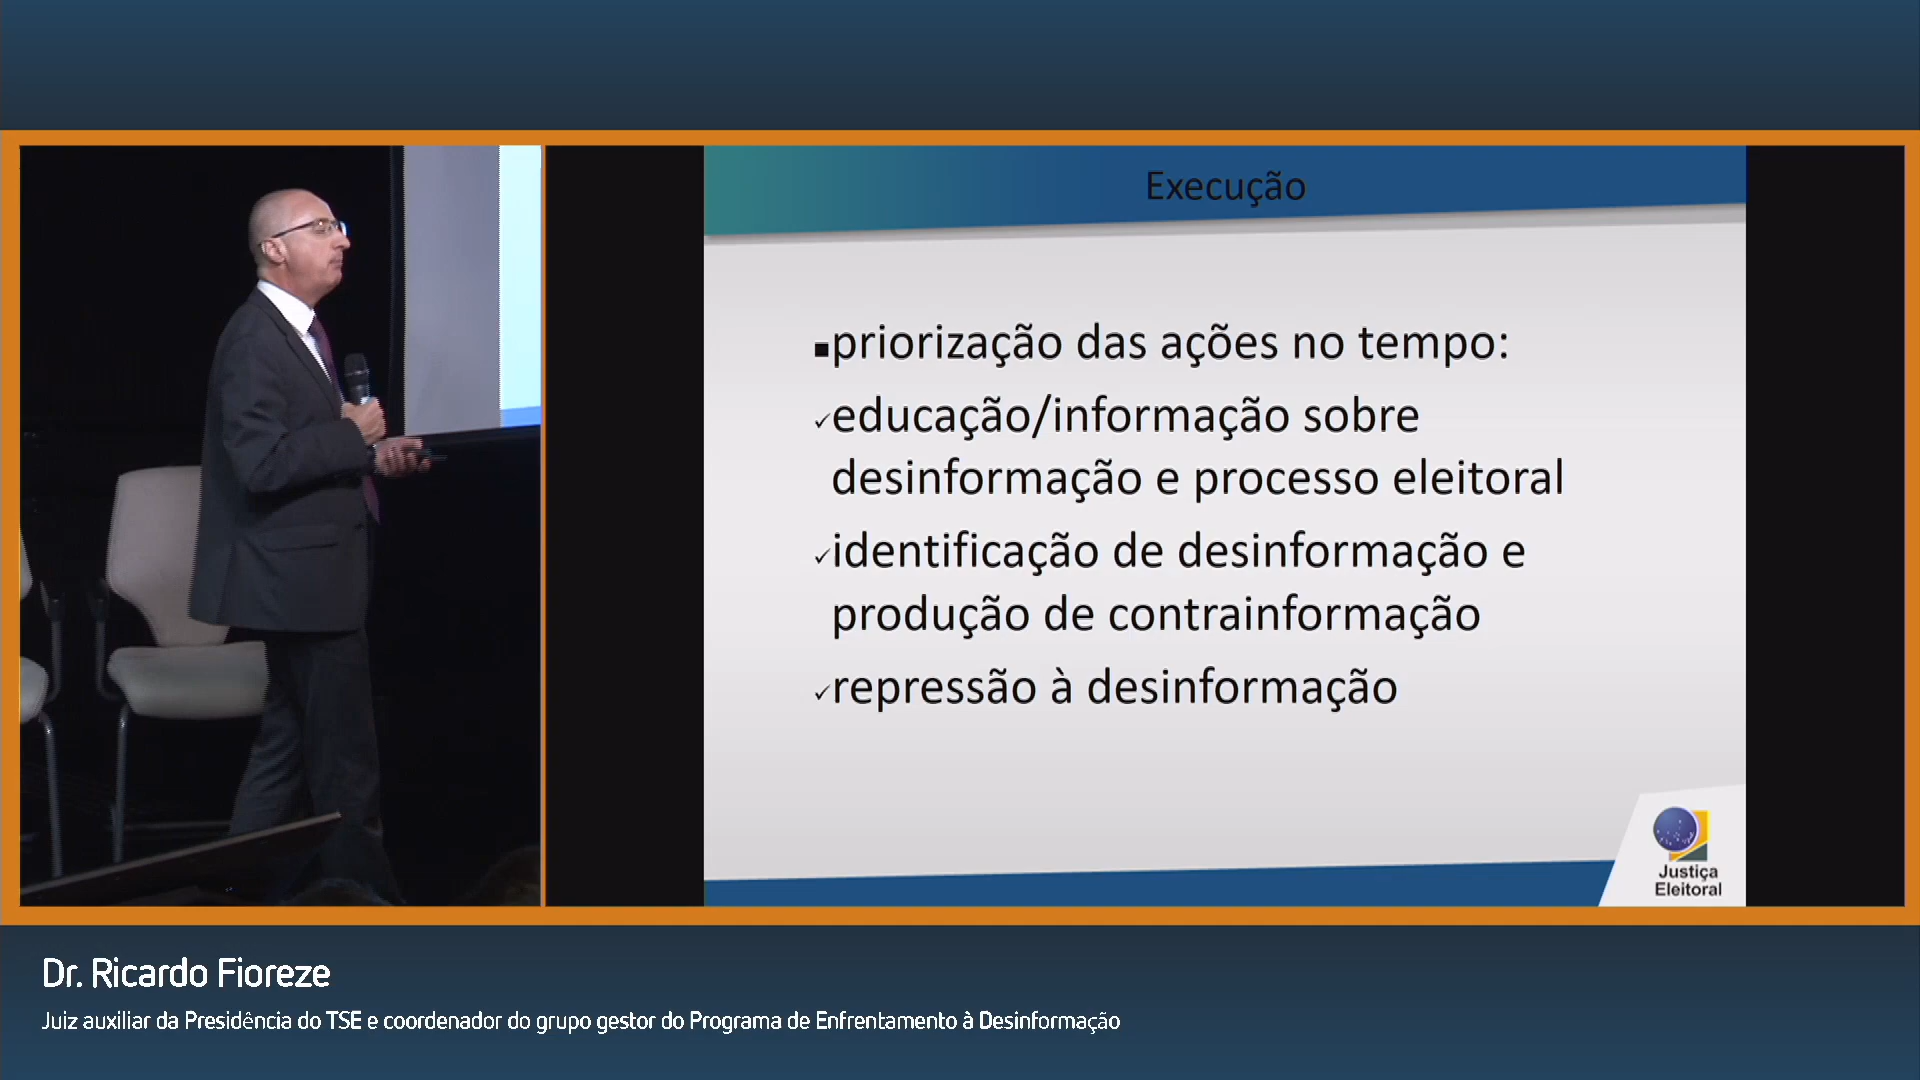 Execução
▪priorização das ações no tempo:
✓educação/informação sobre
desinformação e processo eleitoral
✓identificação de desinformação e
produção de contrainformação
✓repressão à desinformação
Justiça
Eleitoral
Dr. Ricardo Fioreze
Juiz auxiliar da Presidência do TSE e coordenador do grupo gestor do Programa de Enfrentamento à Desinformação